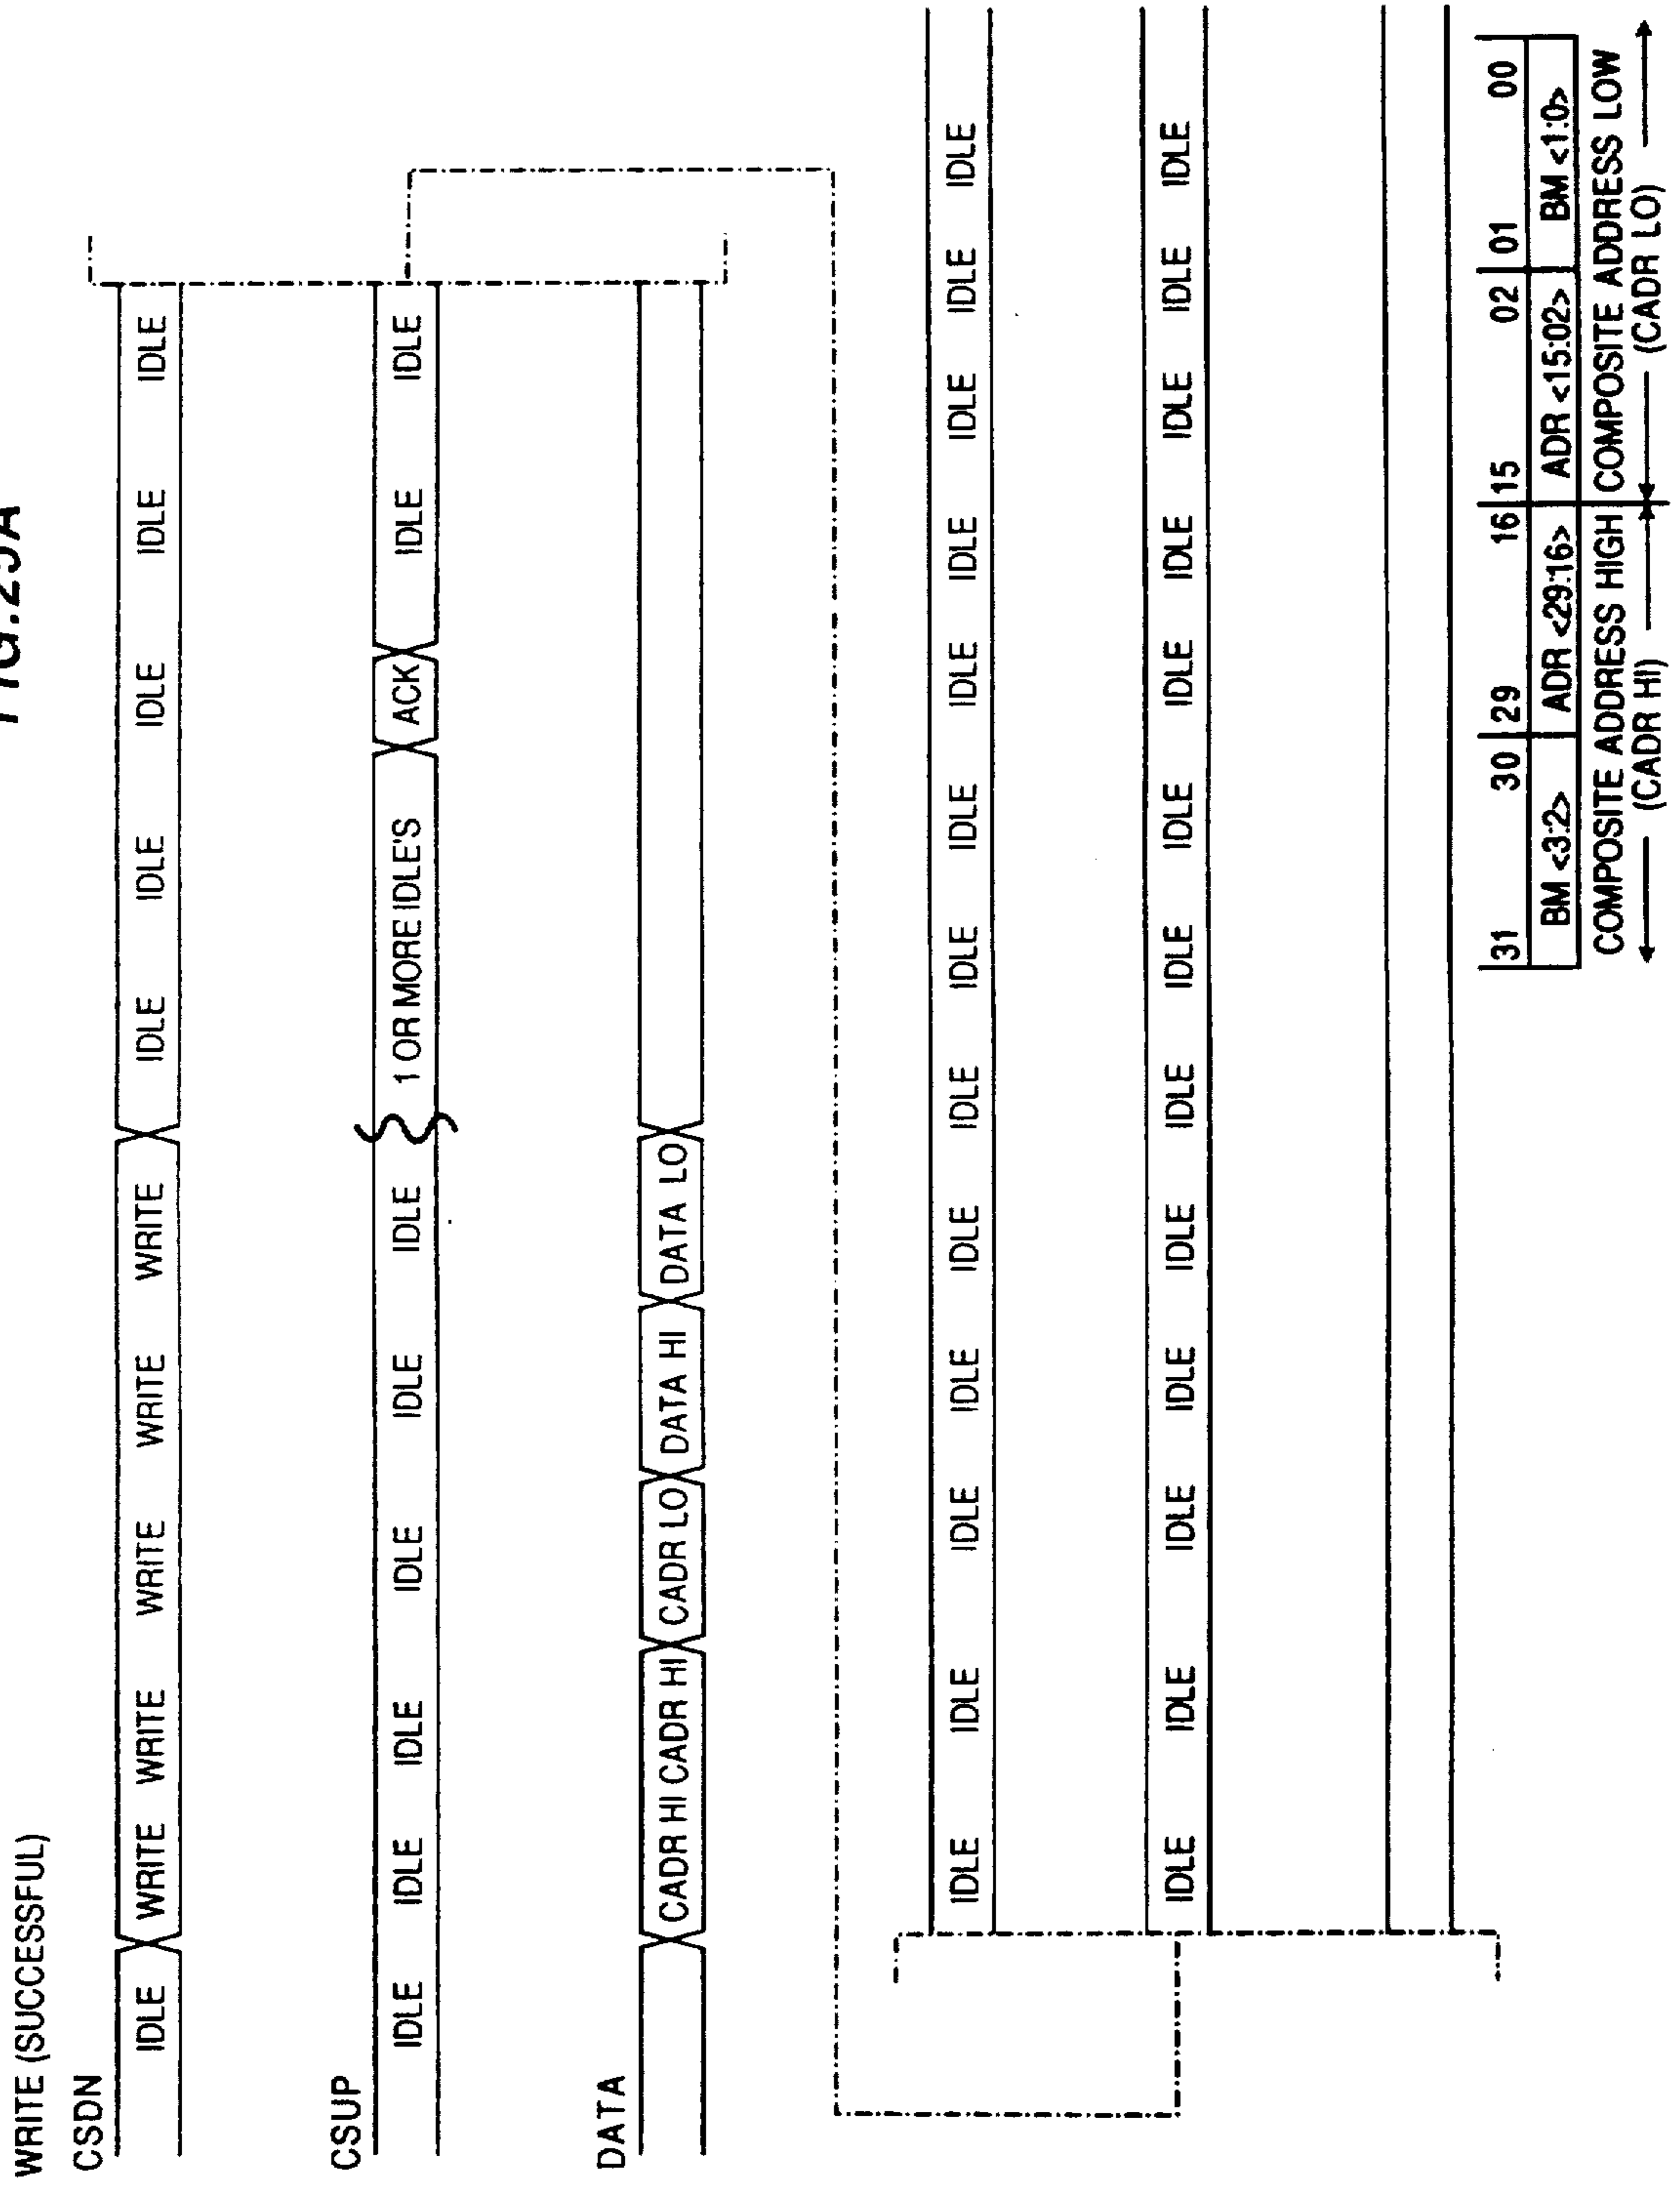 WRITE (SUCCESSFUL)
CSDN
IDLE WRITE WRITE WRITE WRITE WRITE IDLE IDLE IDLE IDLE IDLE
CSUP
IDLE IDLE IDLE IDLE IDLE IDLE 1 OR MORE IDLE'S ACK IDLE IDLE
DATA
CADR HI CADR HI CADR LO DATA HI DATA LO
IDLE IDLE IDLE IDLE IDLE IDLE IDLE IDLE IDLE IDLE IDLE IDLE IDLE
IDLE IDLE IDLE IDLE IDLE IDLE IDLE IDLE IDLE IDLE IDLE IDLE IDLE
31 30 29 16 15 02 01 00
BM <3:2> ADR <29:16> ADR <15:02> BM <1:0>
COMPOSITE ADDRESS HIGH COMPOSITE ADDRESS LOW
(CADR HI) (CADR LO)